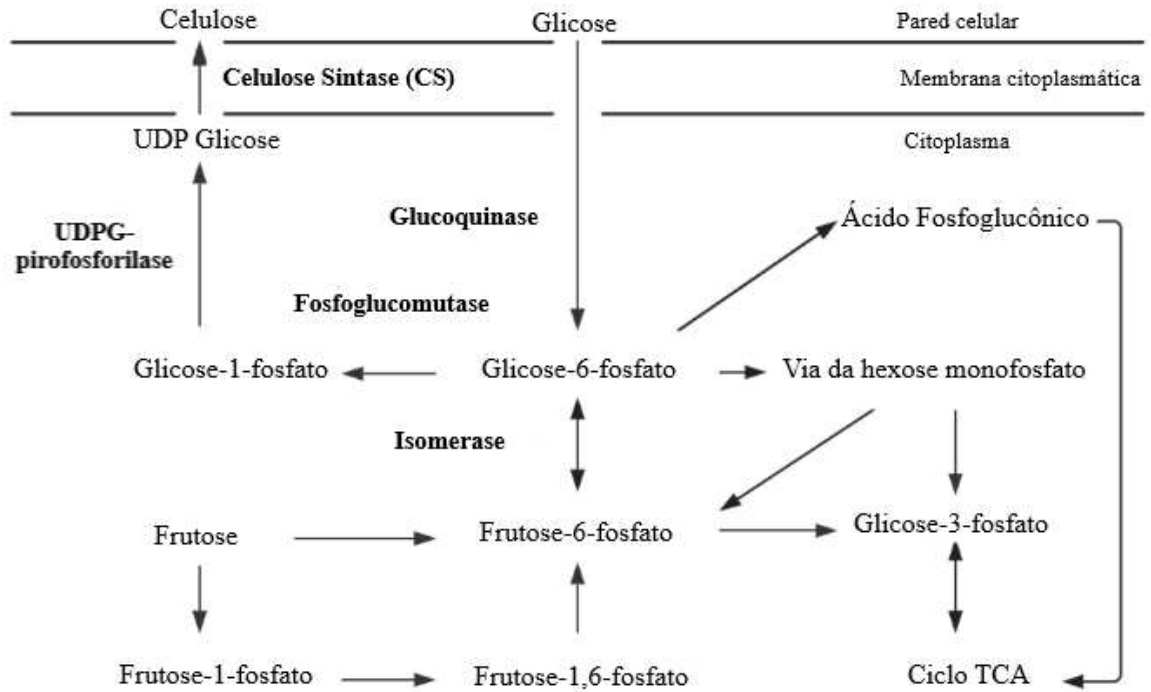 Celulose
Glicose
Pared celular
Celulose Sintase (CS)
Membrana citoplasmática
UDP Glicose
Citoplasma
Glucoquinase
Ácido Fosfoglucônico
UDPG-
pirofosforilase
Fosfoglucomutase
Glicose-1-fosfato
Glicose-6-fosfato
Via da hexose monofosfato
Isomerase
Frutose
Frutose-6-fosfato
Glicose-3-fosfato
Frutose-1-fosfato
Frutose-1,6-fosfato
Ciclo TCA